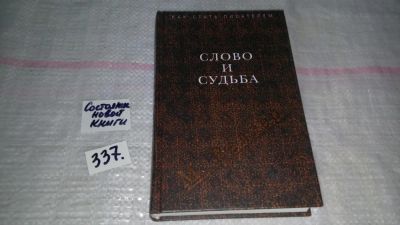 КАК СТАТЬ ПИСАТЕЛЕМ
СЛОВО
И
СУДЬБА
Состояние
новой
книги
337.